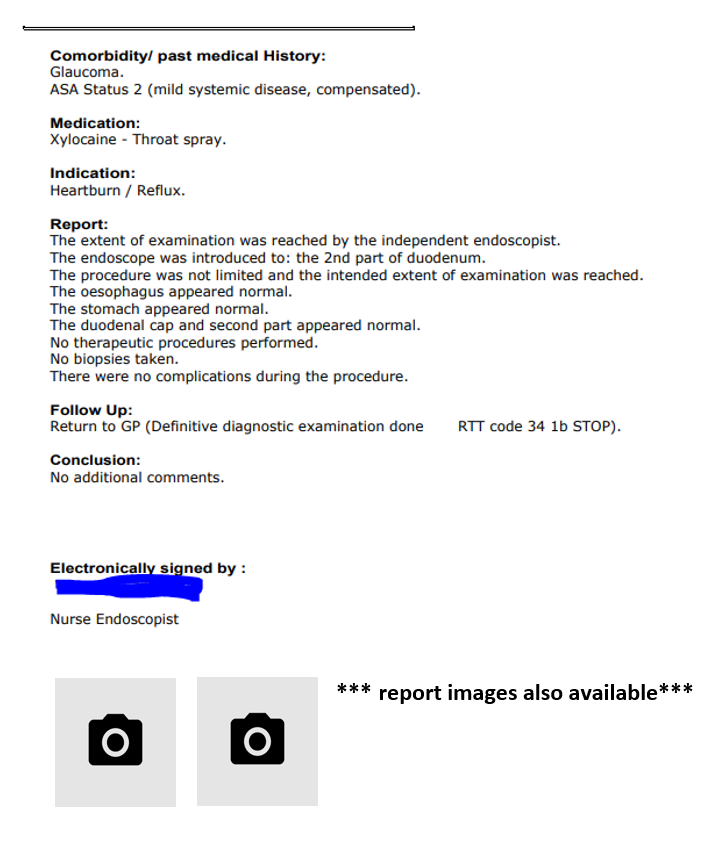 Comorbidity/ past medical History:
Glaucoma.
ASA Status 2 (mild systemic disease, compensated).
Medication:
Xylocaine - Throat spray.
Indication:
Heartburn / Reflux.
Report:
The extent of examination was reached by the independent endoscopist.
The endoscope was introduced to: the 2nd part of duodenum.
The procedure was not limited and the intended extent of examination was reached.
The oesophagus appeared normal.
The stomach appeared normal.
The duodenal cap and second part appeared normal.
No therapeutic procedures performed.
No biopsies taken.
There were no complications during the procedure.
Follow Up:
Return to GP (Definitive diagnostic examination done RTT code 34 1b STOP).
Conclusion:
No additional comments.
Electronically signed by :
Nurse Endoscopist
*** report images also available***